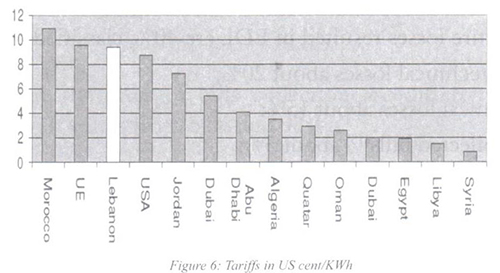 12
10
8
6
4
2
0
Morocco
UE
Lebanon
USA
Jordan
Dubai
Abu
Dhabi
Algeria
Quatar
Oman
Dubai
Egypt
Libya
Syria
Figure 6: Tariffs in US cent/KWh